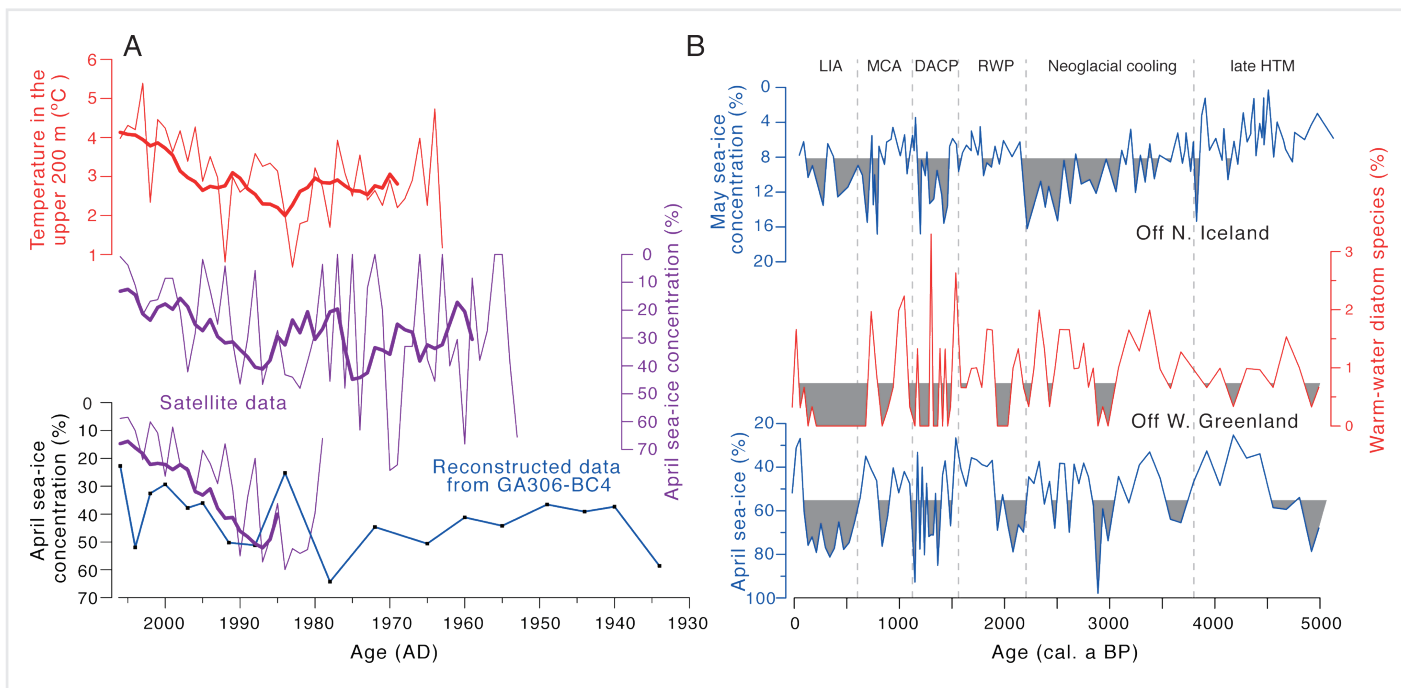 A
Temperature in the
upper 200 m (°C)
6
5
4
3
2
1
April sea-ice concentration (%)
0
10
20
30
40
50
60
70
Satellite data
April sea-ice
concentration (%)
0
10
20
30
40
50
60
70
Reconstructed data
from GA306-BC4
2000
1990
1980
1970
1960
1950
1940
1930
Age (AD)
B
LIA
MCA
DACP
RWP
Neoglacial cooling
late HTM
May sea-ice
concentration (%)
0
4
8
12
16
20
Off N. Iceland
Warm-water diatom species (%)
3
2
1
0
Off W. Greenland
April sea-ice (%)
20
40
60
80
100
0
1000
2000
3000
4000
5000
Age (cal. a BP)